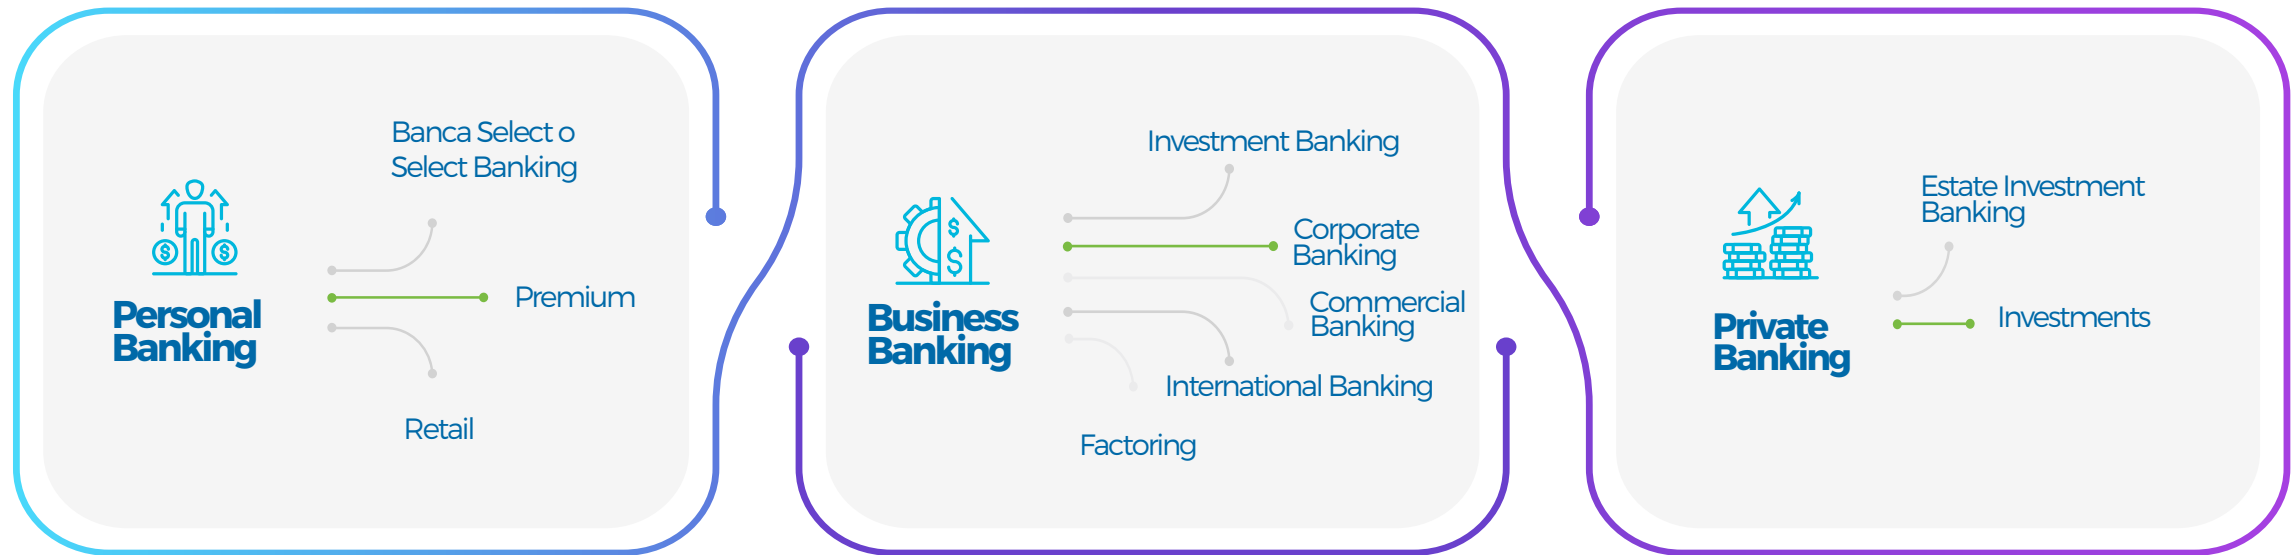 Personal
Banking
Banca Select o
Select Banking
Premium
Retail
Business
Banking
Investment Banking
Corporate
Banking
Commercial
Banking
International Banking
Factoring
Private
Banking
Estate Investment
Banking
Investments